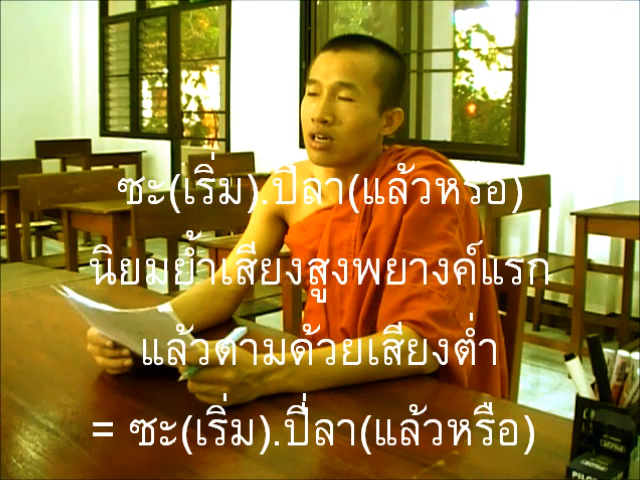 ซะ(เริ่ม).ปีลา(แล้วหรือ)
นิยมย้ำเสียงสูงพยางค์แรก
แล้วตามด้วยเสียงต่ำ
= ซะ(เริ่ม).ปี่ลา(แล้วหรือ)
PILOT